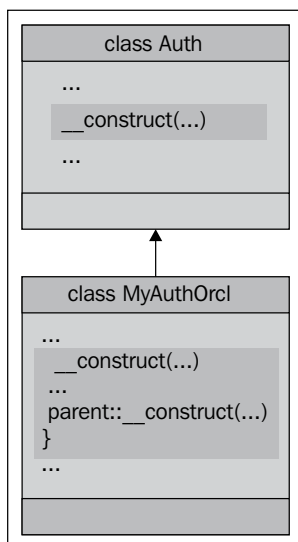 class Auth
...
__construct(...)
...
class MyAuthOrcl
...
__construct(...)
...
parent::__construct(...)
}
...